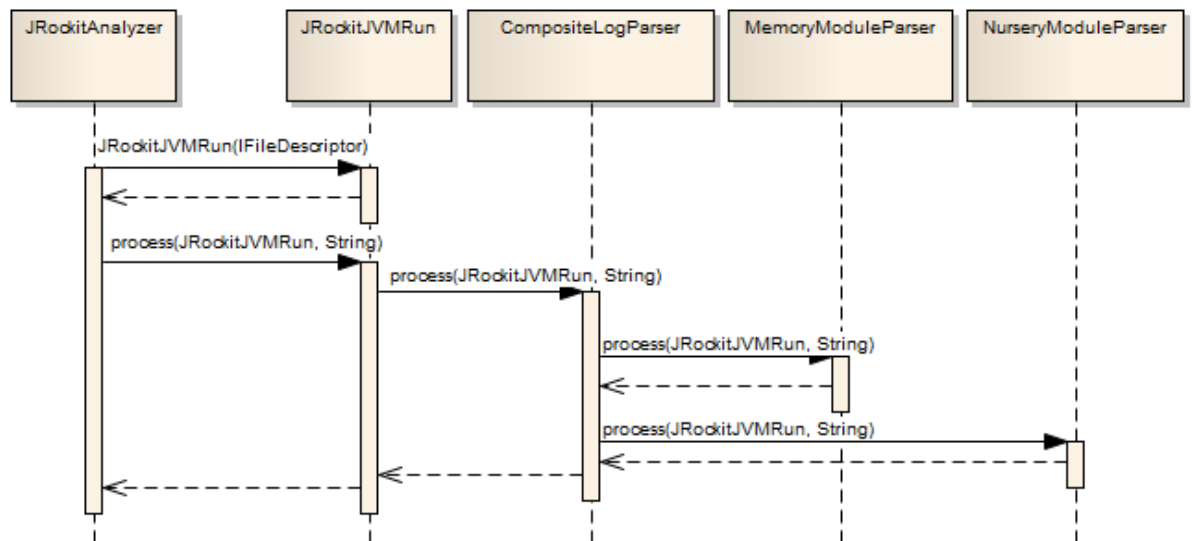 JRockitAnalyzer
JRockitJVMRun
CompositeLogParser
MemoryModuleParser
NurseryModuleParser
JRockitJVMRun(IFileDescriptor)
process(JRockitJVMRun, String)
process(JRockitJVMRun, String)
process(JRockitJVMRun, String)
process(JRockitJVMRun, String)